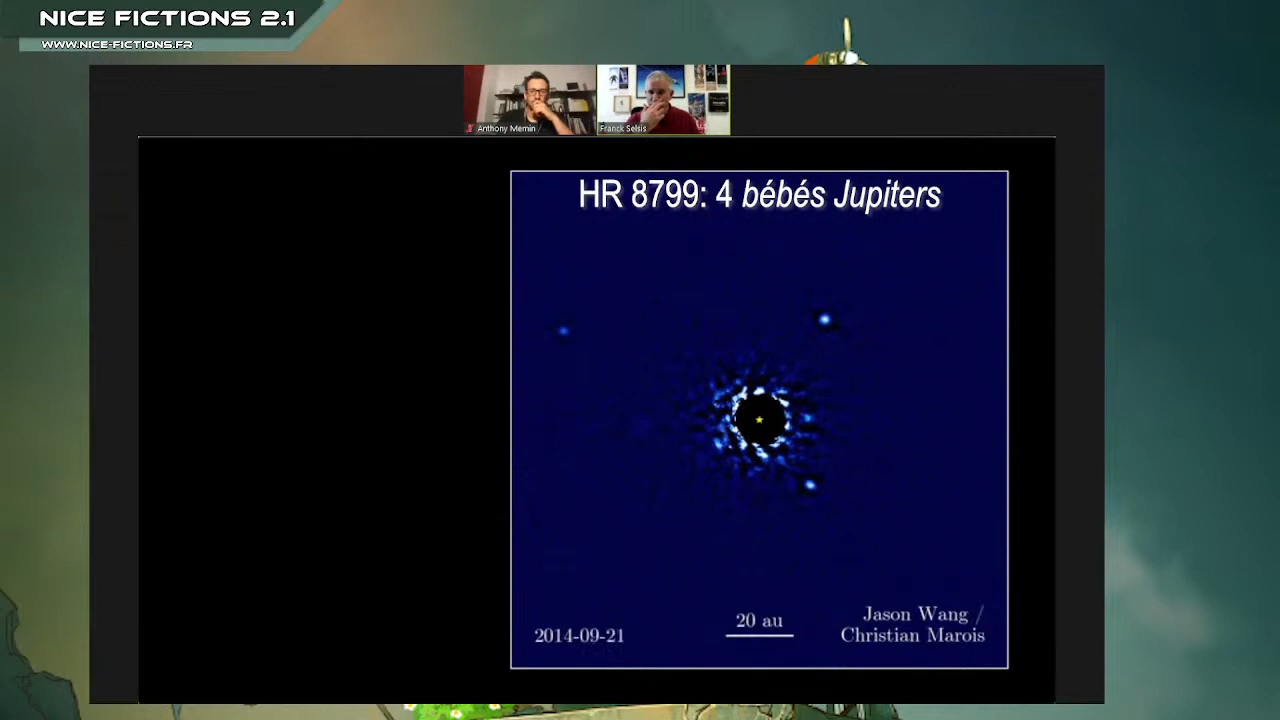 NICE FICTIONS 2.1
WWW.NICE-FICTIONS.FR
Anthony Memin
Franck Selsis
HR 8799: 4 bébés Jupiters
2014-09-21
20 au
Jason Wang /
Christian Marois